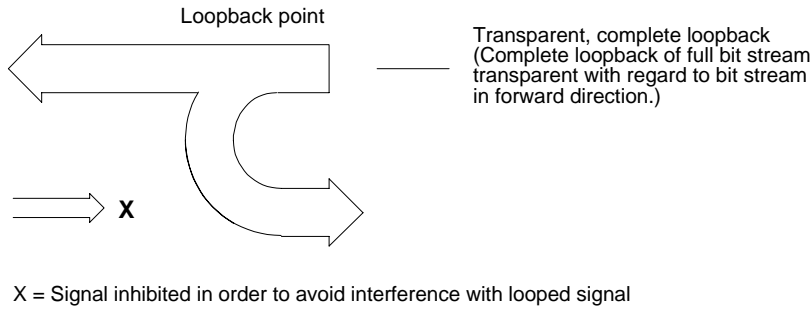 Loopback point
Transparent, complete loopback
(Complete loopback of full bit stream
transparent with regard to bit stream
in forward direction.)
X
X = Signal inhibited in order to avoid interference with looped signal